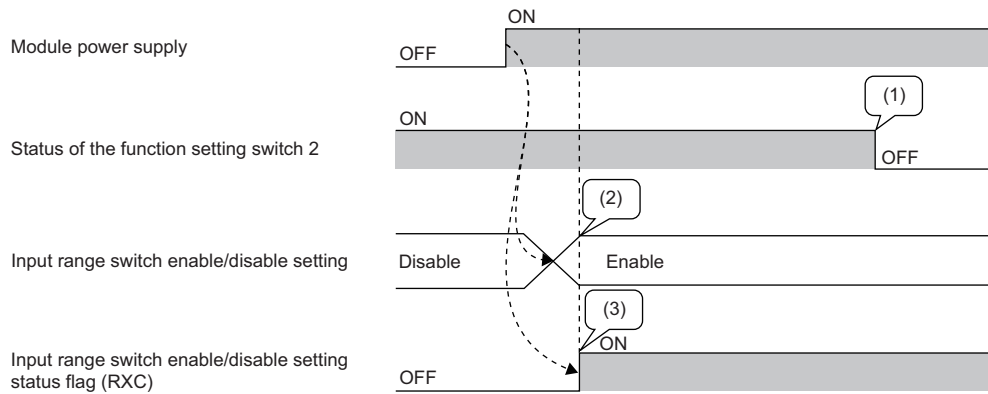 ON
Module power supply
OFF
(1)
ON
Status of the function setting switch 2
OFF
(2)
Input range switch enable/disable setting
Disable
Enable
(3)
ON
Input range switch enable/disable setting
status flag (RXC)
OFF